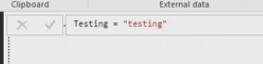 Clipboard External data
Testing = "testing"